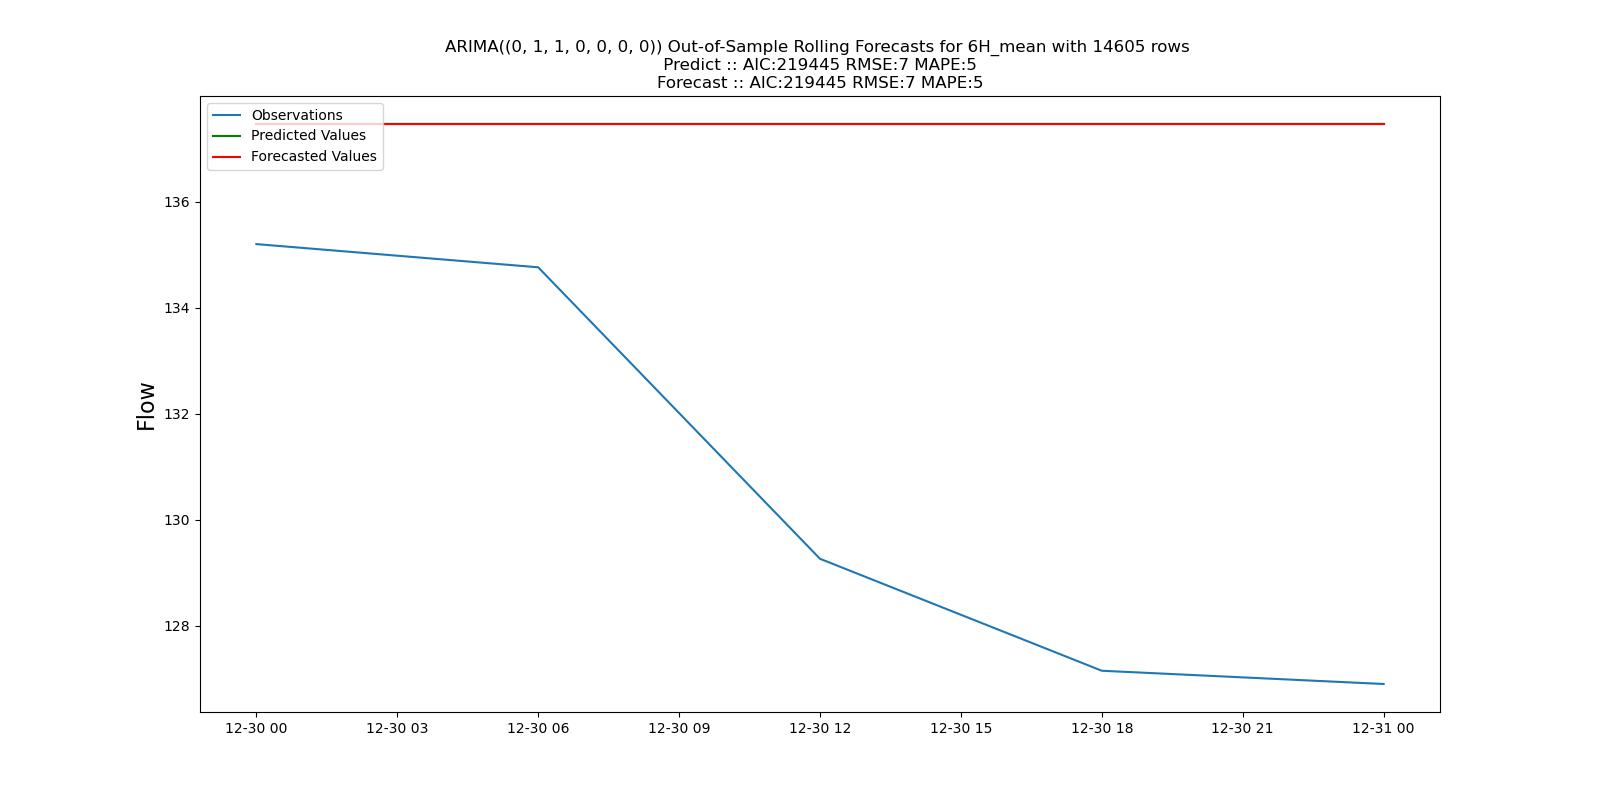 ARIMA((0, 1, 1, 0, 0, 0, 0)) Out-of-Sample Rolling Forecasts for 6H_mean with 14605 rows
Predict :: AIC:219445 RMSE:7 MAPE:5
Forecast :: AIC:219445 RMSE:7 MAPE:5
Observations
Predicted Values
Forecasted Values
136
134
132
130
128
Flow
12-30 00 12-30 03 12-30 06 12-30 09 12-30 12 12-30 15 12-30 18 12-30 21 12-31 00